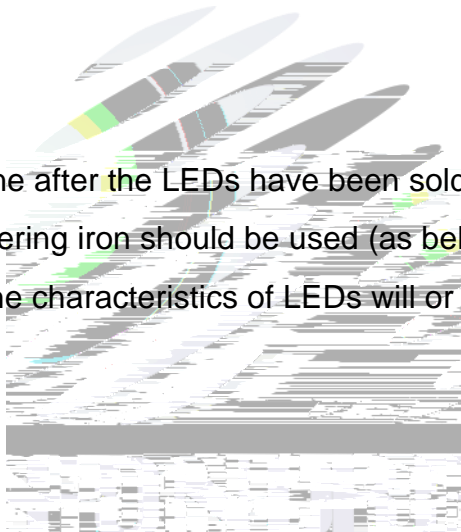 ne after the LEDs have been sold
ering iron should be used (as bel
ne characteristics of LEDs will or